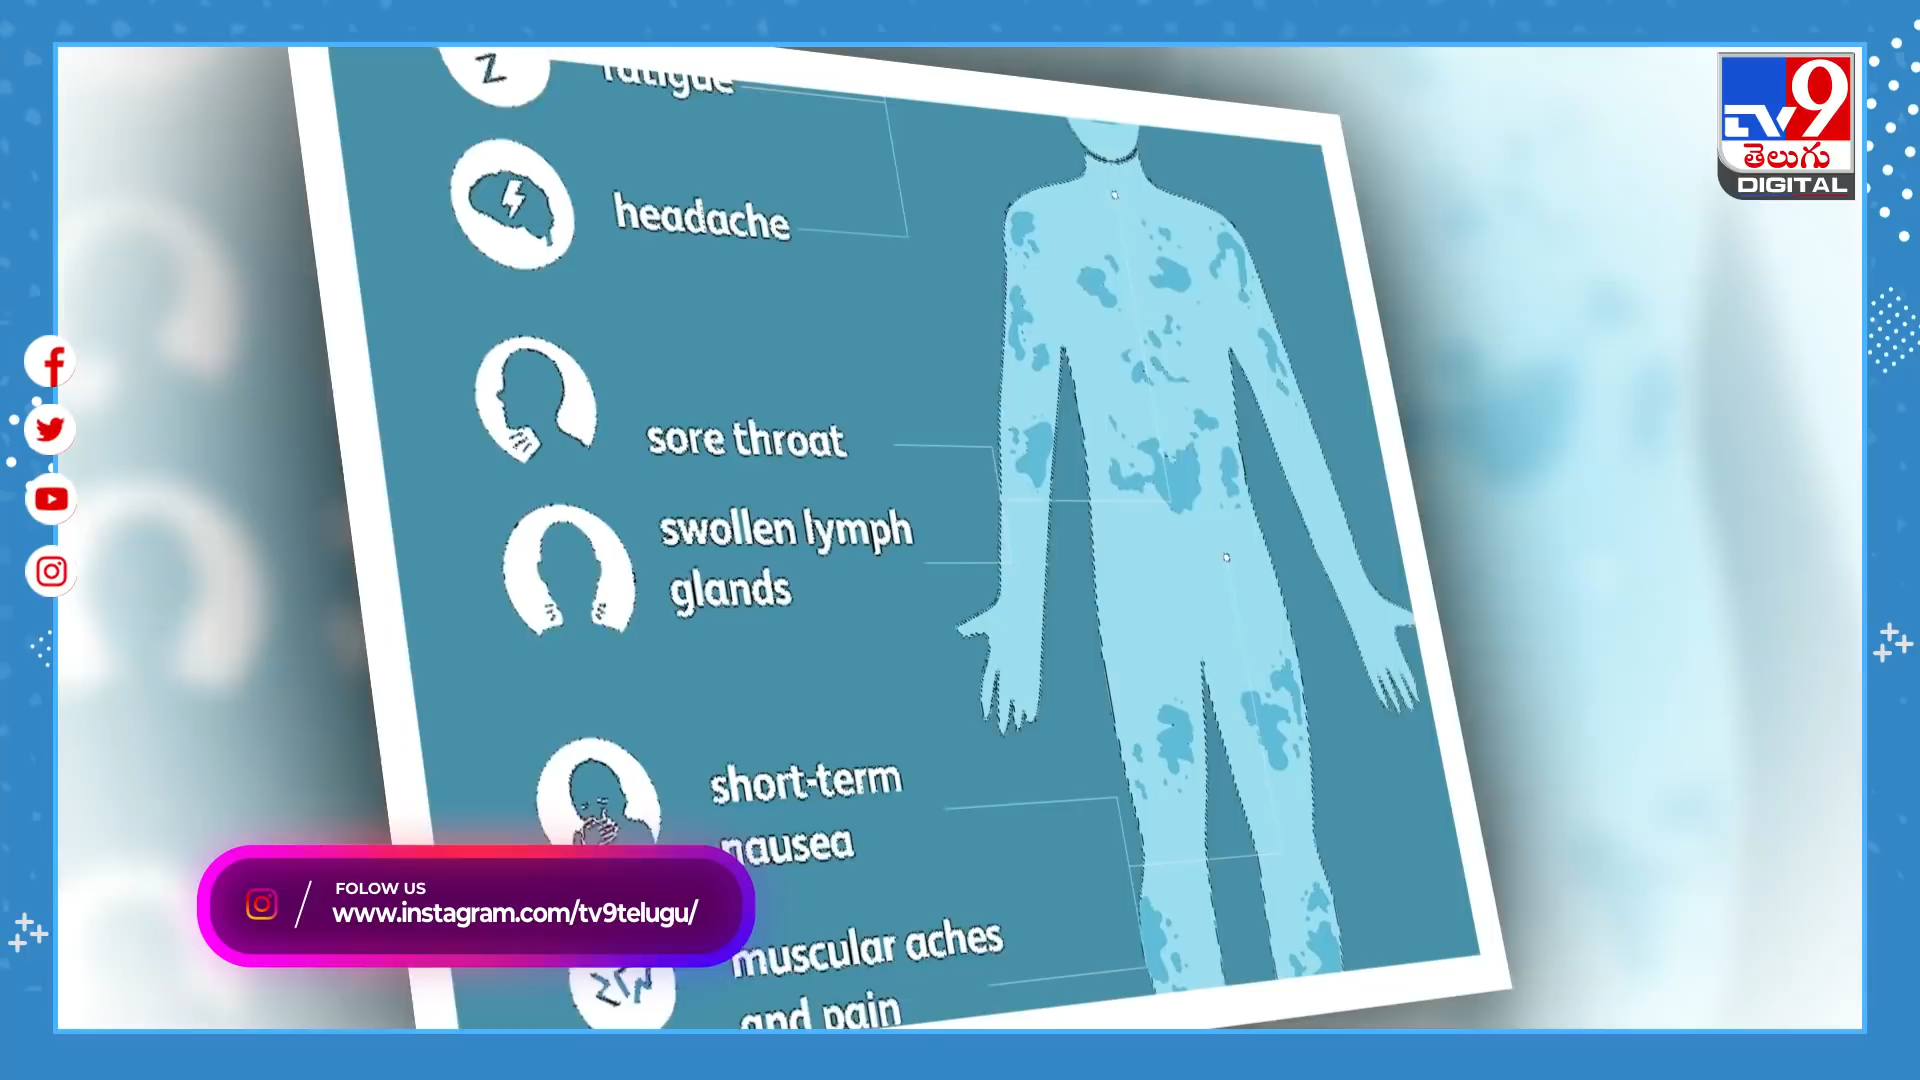 fatigue
headache
sore throat
swollen lymph
glands
short-term
nausea
muscular aches
and pain
FOLOW US
www.instagram.com/tv9telugu/
TV9
తెలుగు
DIGITAL